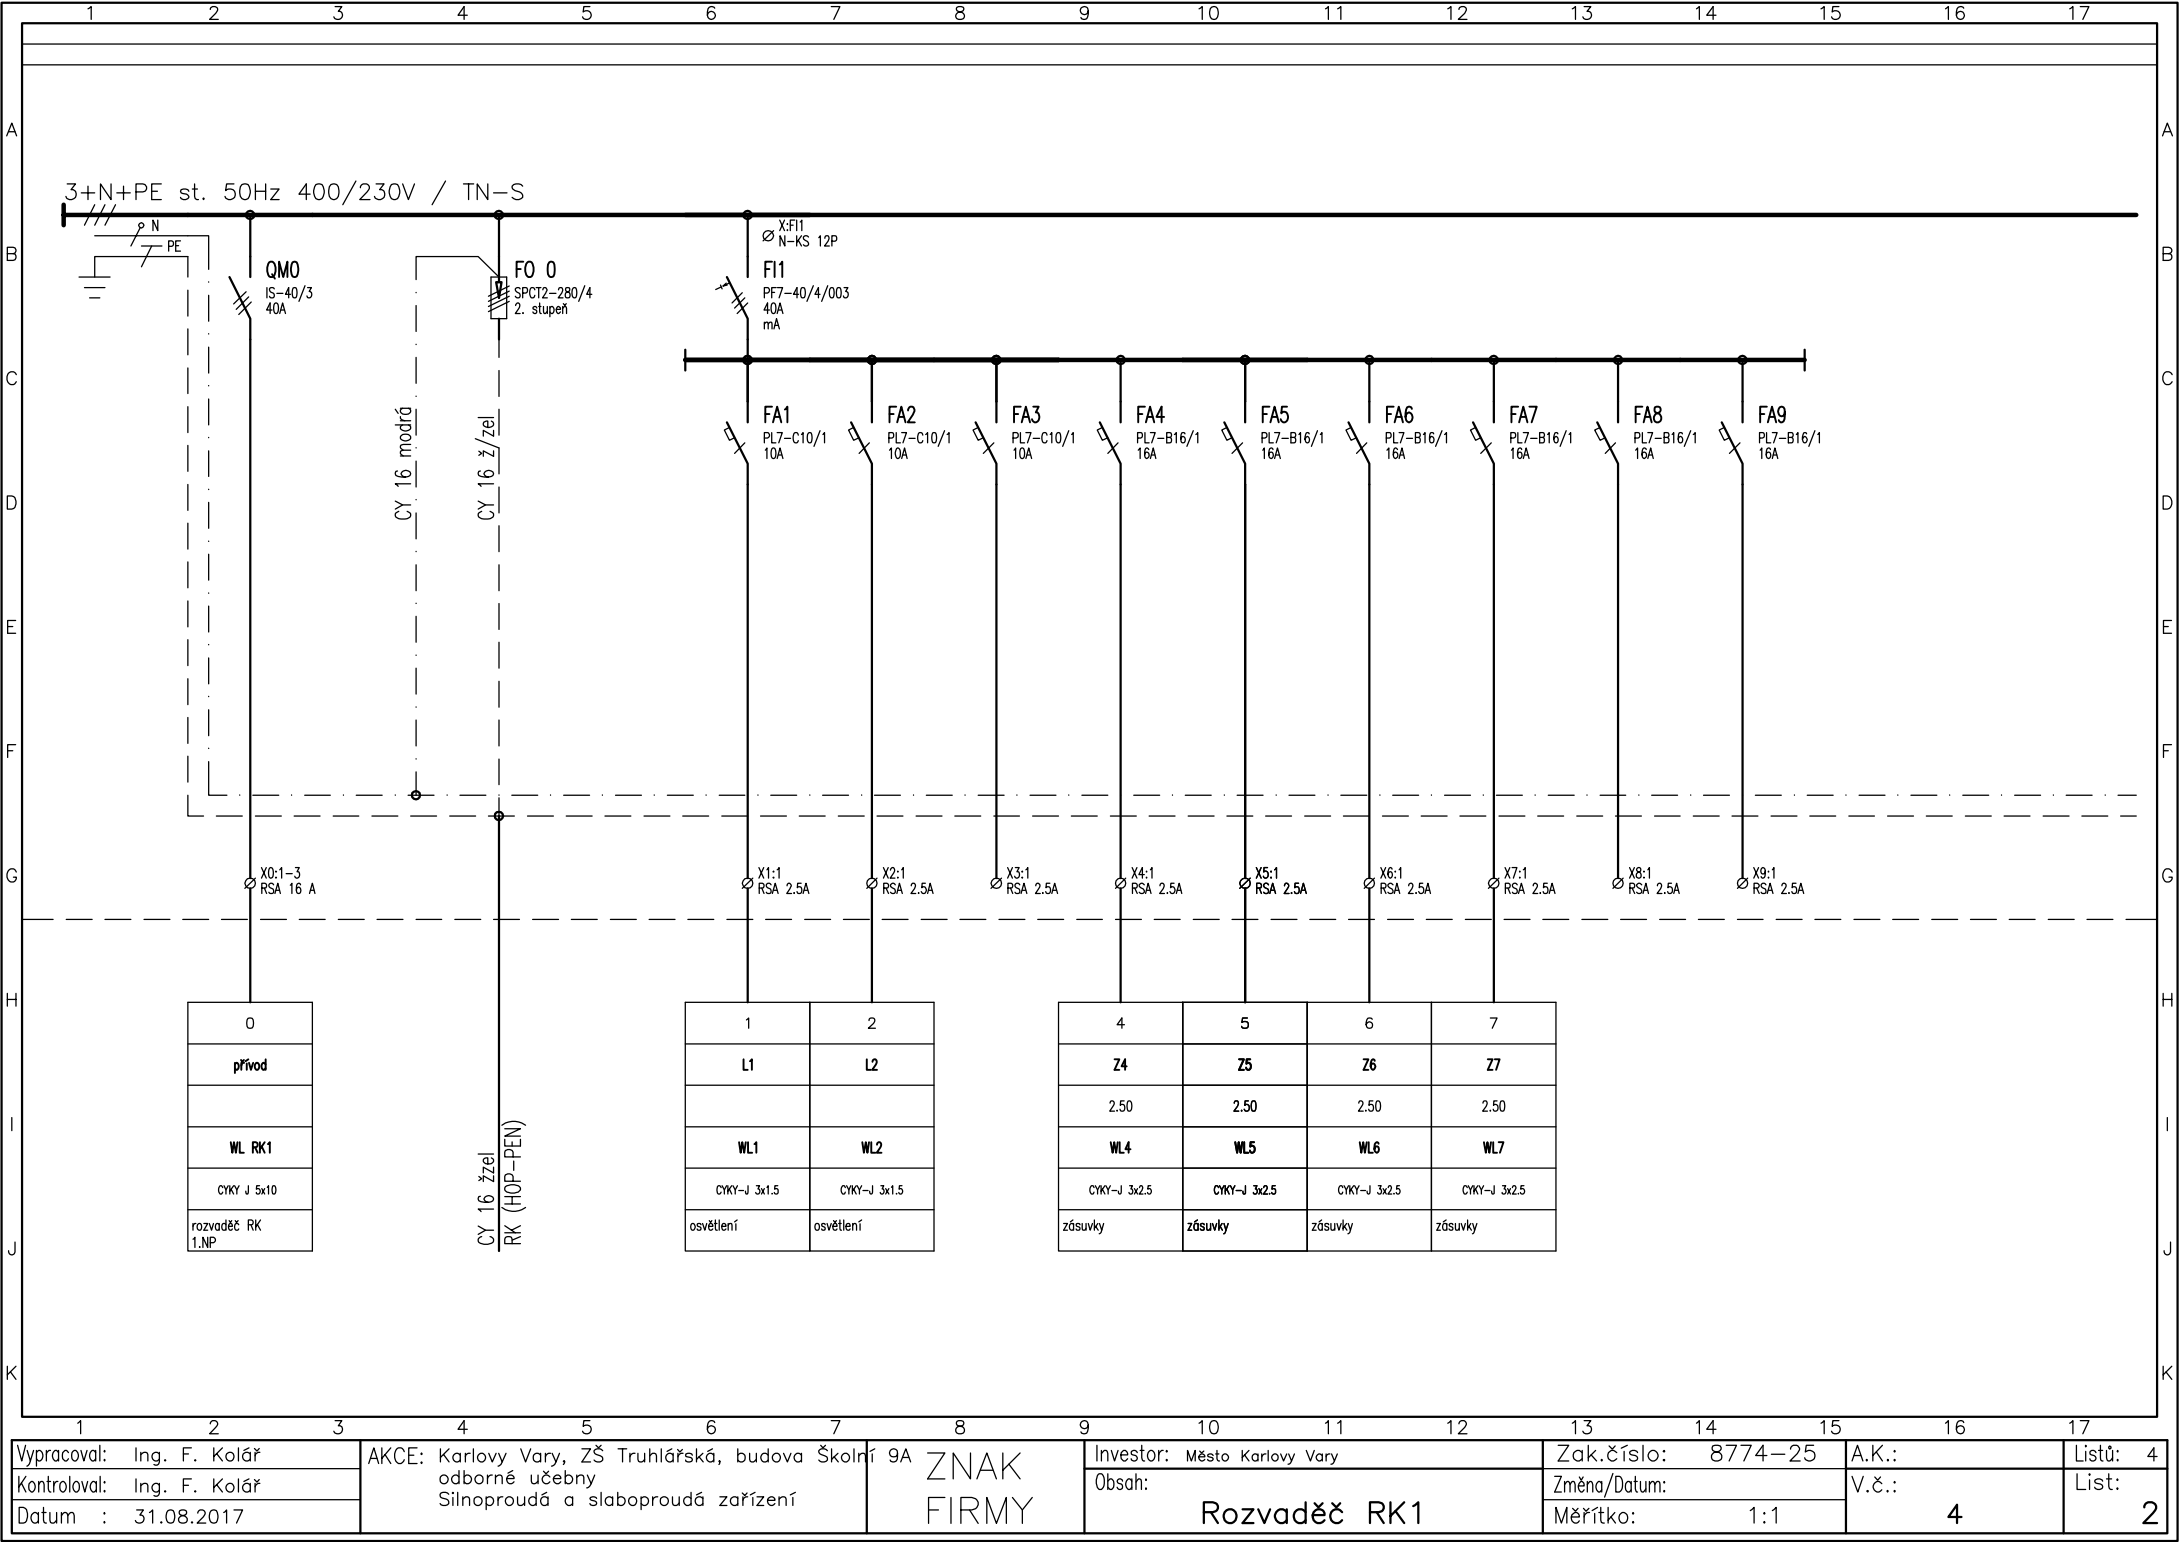 1 2 3 4 5 6 7 8 9 10 11 12 13 14 15 16 17
A A
3+N+PE st. 50Hz 400/230V / TN-S
N
PE
B B
QM0
IS-40/3
40A
FO 0
SPCT2-280/4
2. stupeň
X:FI1
N-KS 12P
FI1
PF7-40/4/003
40A
mA
C C
CY 16 modrá
CY 16 ž/zel
FA1
PL7-C10/1
10A
FA2
PL7-C10/1
10A
FA3
PL7-C10/1
10A
FA4
PL7-B16/1
16A
FA5
PL7-B16/1
16A
FA6
PL7-B16/1
16A
FA7
PL7-B16/1
16A
FA8
PL7-B16/1
16A
FA9
PL7-B16/1
16A
D D
E E
F F
G G
X0:1-3
RSA 16 A
X1:1
RSA 2.5A
X2:1
RSA 2.5A
X3:1
RSA 2.5A
X4:1
RSA 2.5A
X5:1
RSA 2.5A
X6:1
RSA 2.5A
X7:1
RSA 2.5A
X8:1
RSA 2.5A
X9:1
RSA 2.5A
H H
0 1 2 4 5 6 7
přívod L1 L2 Z4 Z5 Z6 Z7
I 2.50 2.50 2.50 2.50 I
WL RK1 WL1 WL2 WL4 WL5 WL6 WL7
CYKY J 5x10 CYKY-J 3x1.5 CYKY-J 3x1.5 CYKY-J 3x2.5 CYKY-J 3x2.5 CYKY-J 3x2.5 CYKY-J 3x2.5
rozvaděč RK
1.NP
osvětlení osvětlení zásuvky zásuvky zásuvky zásuvky
CY 16 žzel
RK (HOP-PEN)
J J
K K
1 2 3 4 5 6 7 8 9 10 11 12 13 14 15 16 17
Vypracoval: Ing. F. Kolář
Kontroloval: Ing. F. Kolář
Datum : 31.08.2017
AKCE: Karlovy Vary, ZŠ Truhlářská, budova Školní 9A
odborné učebny
Silnoproudá a slaboproudá zařízení
ZNAK
FIRMY
Investor: Město Karlovy Vary
Obsah:
Rozvaděč RK1
Zak.číslo: 8774-25
Změna/Datum:
Měřítko: 1:1
A.K.:
V.č.:
4
Listů: 4
List:
2